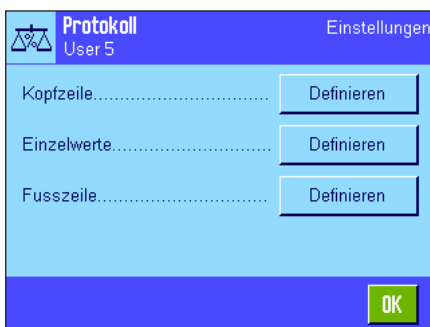 Protokoll Einstellungen
User 5
Kopfzeile............................... Definieren
Einzelwerte............................ Definieren
Fusszeile.............................. Definieren
OK